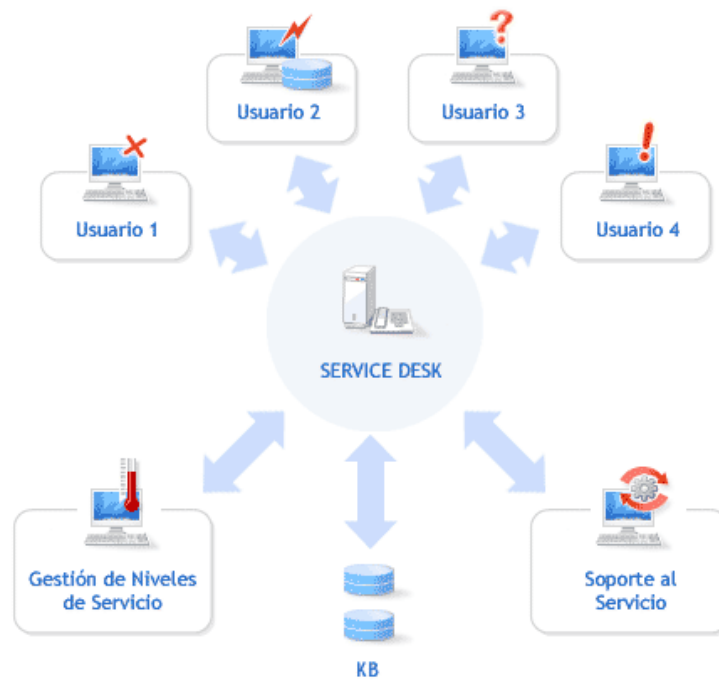 Usuario 2
Usuario 3
Usuario 1
Usuario 4
SERVICE DESK
Gestión de Niveles
de Servicio
Soporte al
Servicio
KB